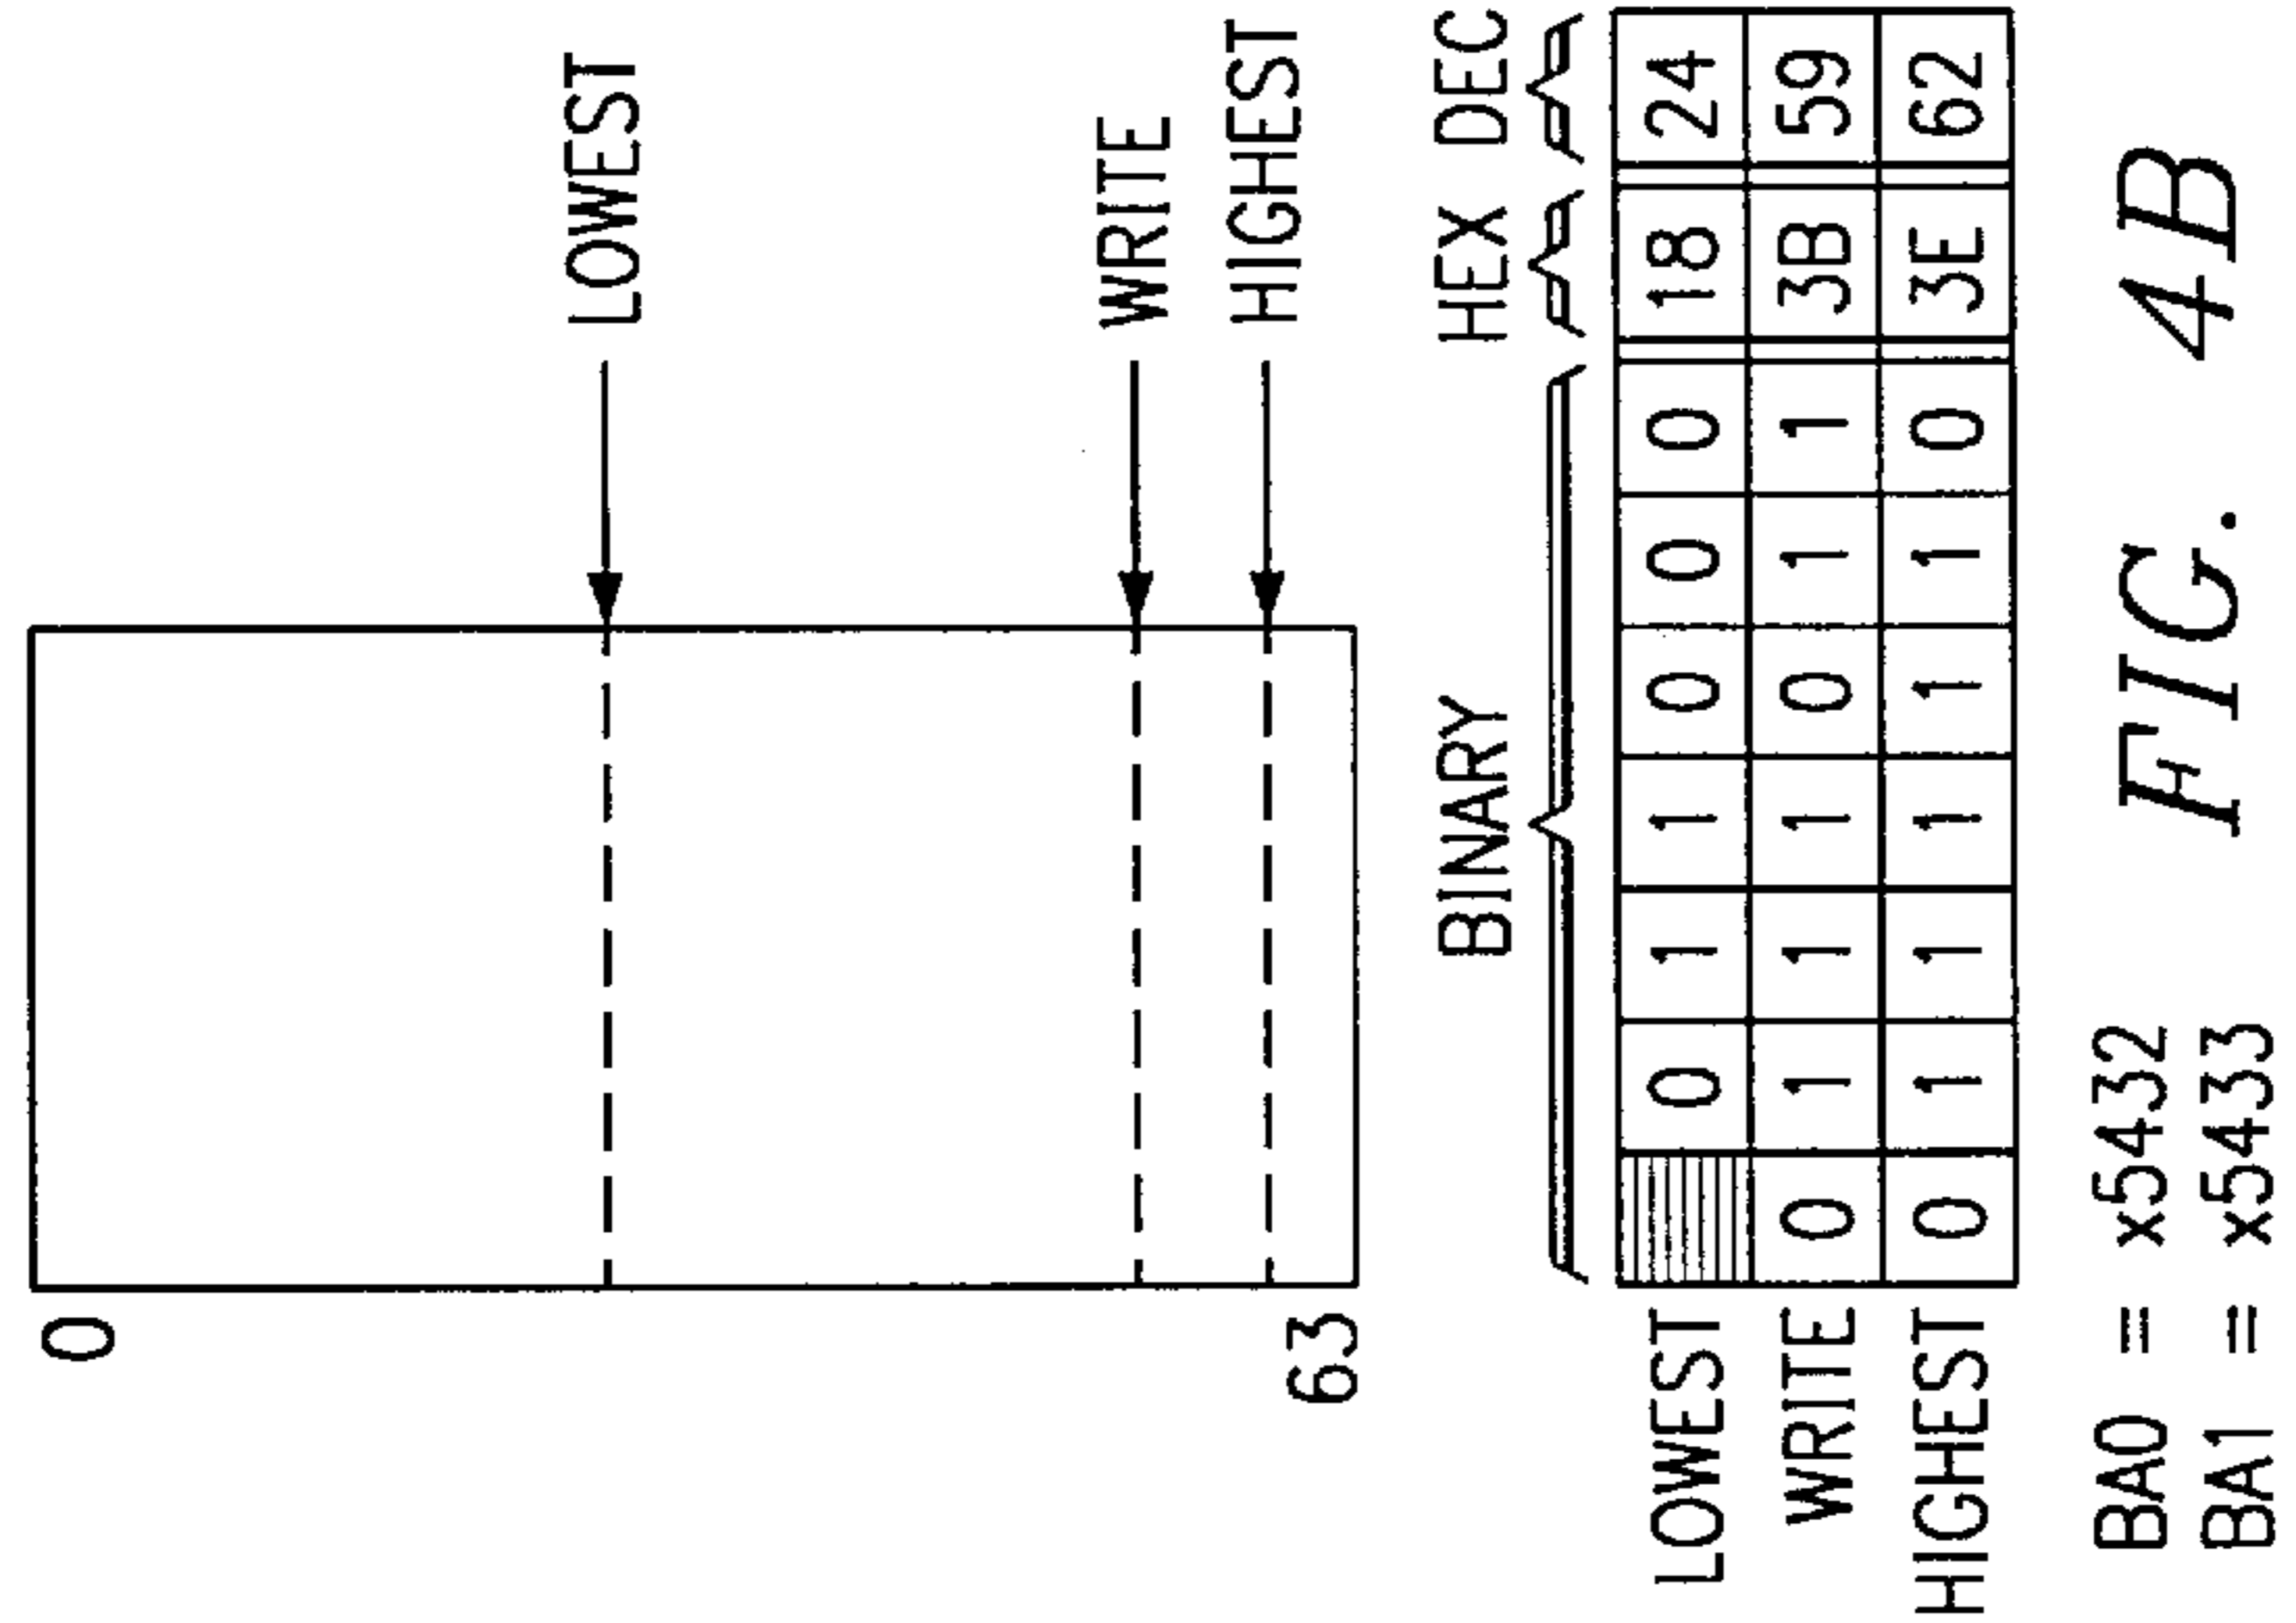 0
LOWEST
WRITE
HIGHEST
63
BINARY HEX DEC
LOWEST 0 1 1 0 0 0 18 24
WRITE 0 1 1 1 0 1 1 3B 59
HIGHEST 0 1 1 1 1 1 0 3E 62
BA0 = x5432
BA1 = x5433
FIG. 4B